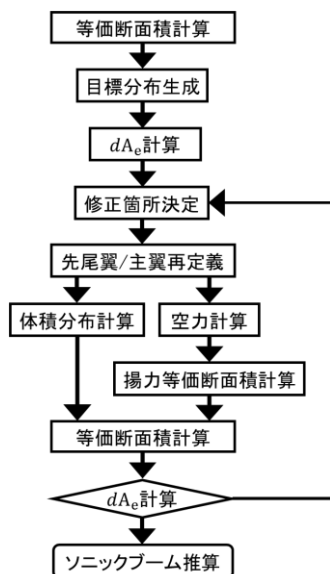 等価断面積計算
目標分布生成
dAₑ計算
修正箇所決定
先尾翼/主翼再定義
体積分布計算
空力計算
揚力等価断面積計算
等価断面積計算
dAₑ計算
ソニックブーム推算